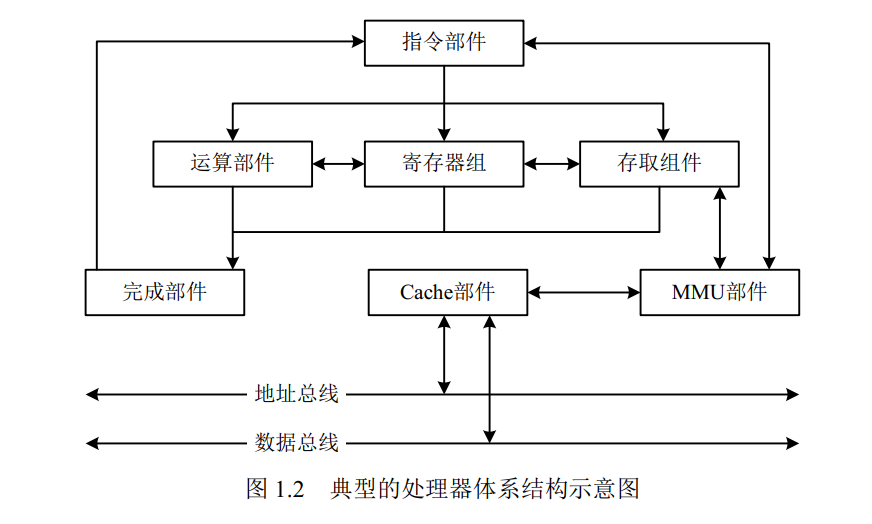 指令部件
运算部件
寄存器组
存取组件
完成部件
Cache部件
MMU部件
地址总线
数据总线
图 1.2 典型的处理器体系结构示意图